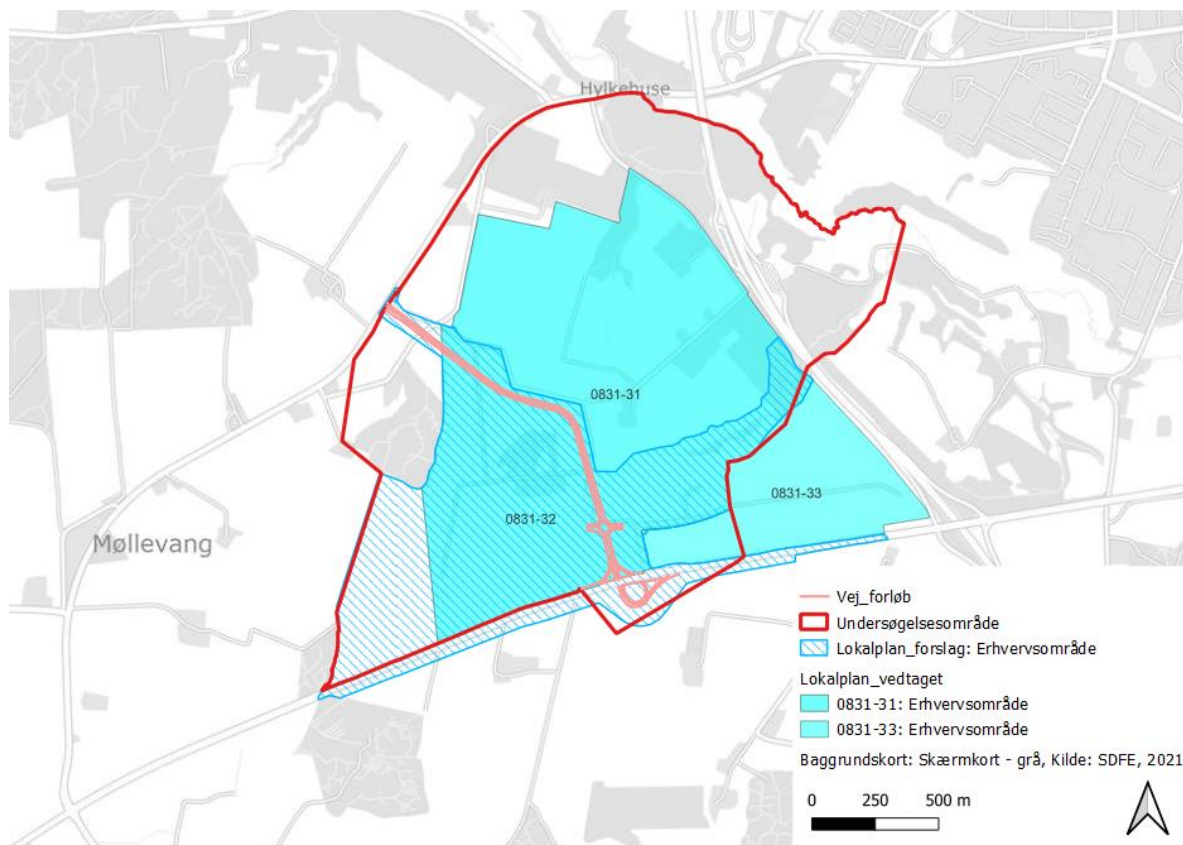 Hylkehuse
0831-31
0831-33
0831-32
Møllevang
Vej_forløb
Undersøgelsesområde
Lokalplan_forslag: Erhvervsområde
Lokalplan_vedtaget
0831-31: Erhvervsområde
0831-33: Erhvervsområde
Baggrundskort: Skærmkort - grå, Kilde: SDFE, 2021
0 250 500 m